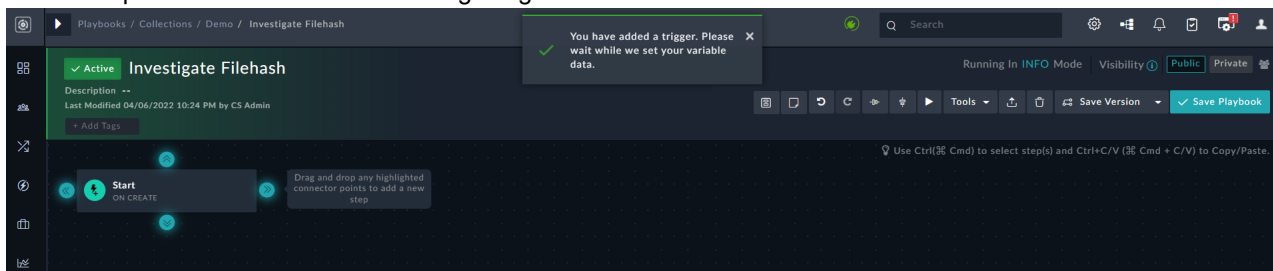 Playbooks / Collections / Demo / Investigate Filehash
You have added a trigger. Please
wait while we set your variable
data.
Search
Active
Investigate Filehash
Running In INFO Mode
Visibility
Public
Private
Description --
Last Modified 04/06/2022 10:24 PM by CS Admin
+ Add Tags
Tools
Save Version
Save Playbook
Use Ctrl(⌘ Cmd) to select step(s) and Ctrl+C/V (⌘ Cmd + C/V) to Copy/Paste.
Start
ON CREATE
Drag and drop any highlighted
connector points to add a new
step